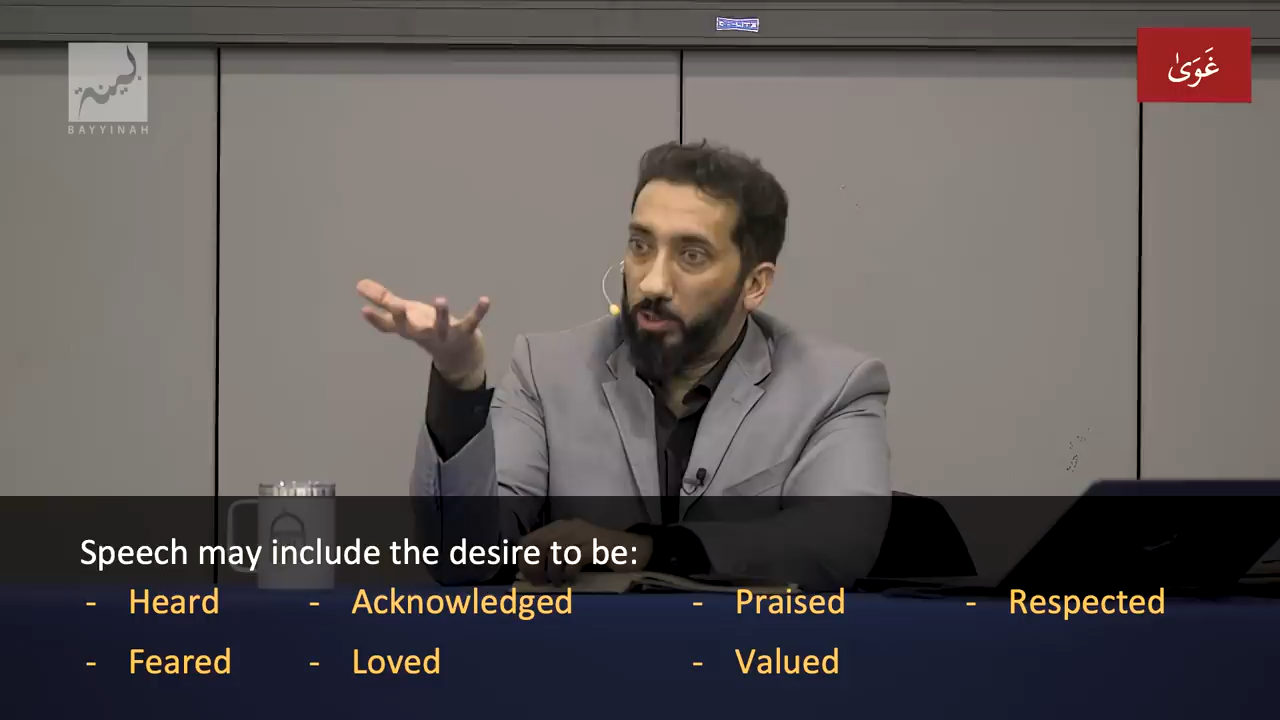 بينة
BAYYINAH
غَوَىٰ
Speech may include the desire to be:
- Heard - Acknowledged - Praised - Respected
- Feared - Loved - Valued